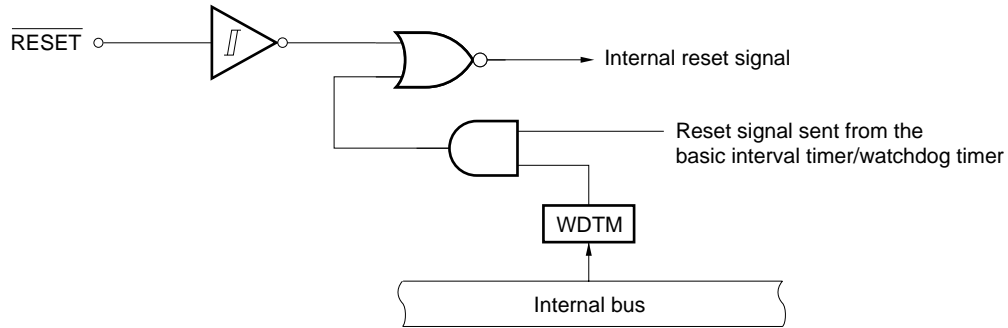 RESET
Internal reset signal
Reset signal sent from the
basic interval timer/watchdog timer
WDTM
Internal bus